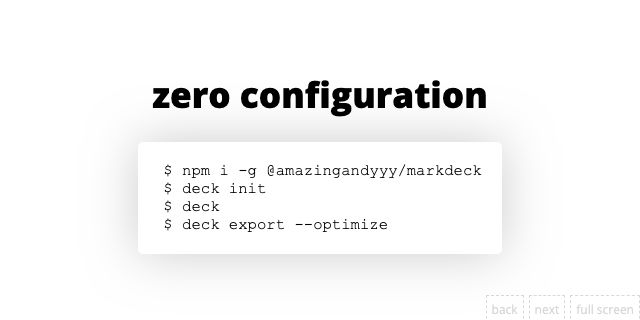 zero configuration
$ npm i -g @amazingandyyy/markdeck
$ deck init
$ deck
$ deck export --optimize
back next full screen